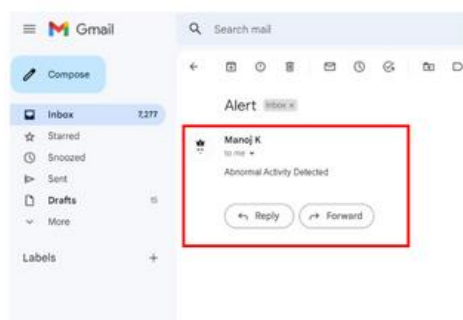 Gmail
Search mail
Compose
Inbox 7,277
Starred
Snoozed
Sent
Drafts 15
More
Labels +
Alert Inbox x
Manoj K
to me
Abnormal Activity Detected
Reply Forward